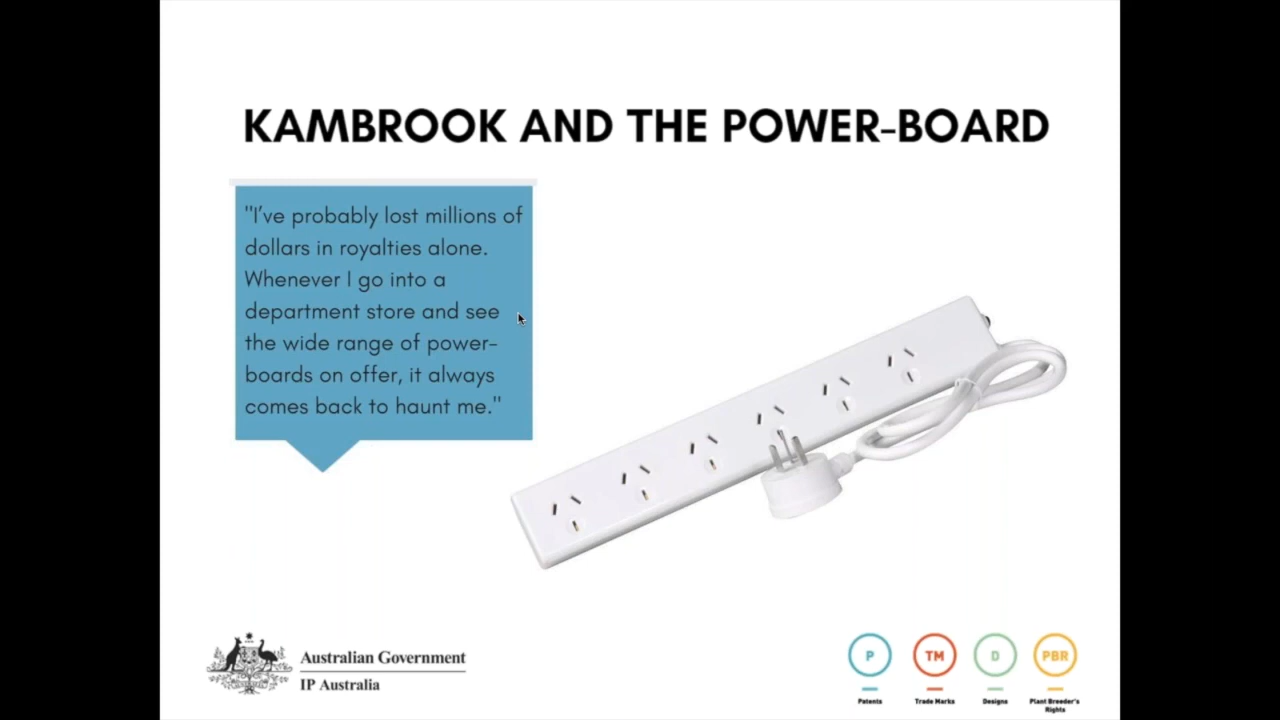 KAMBROOK AND THE POWER-BOARD
"I've probably lost millions of
dollars in royalties alone.
Whenever I go into a
department store and see
the wide range of power-
boards on offer, it always
comes back to haunt me."
Australian Government
IP Australia
P
TM
D
PBR
Patents
Trade Marks
Designs
Plant Breeder's
Rights